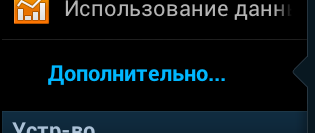 Использование данн
Дополнительно...
Устр-во